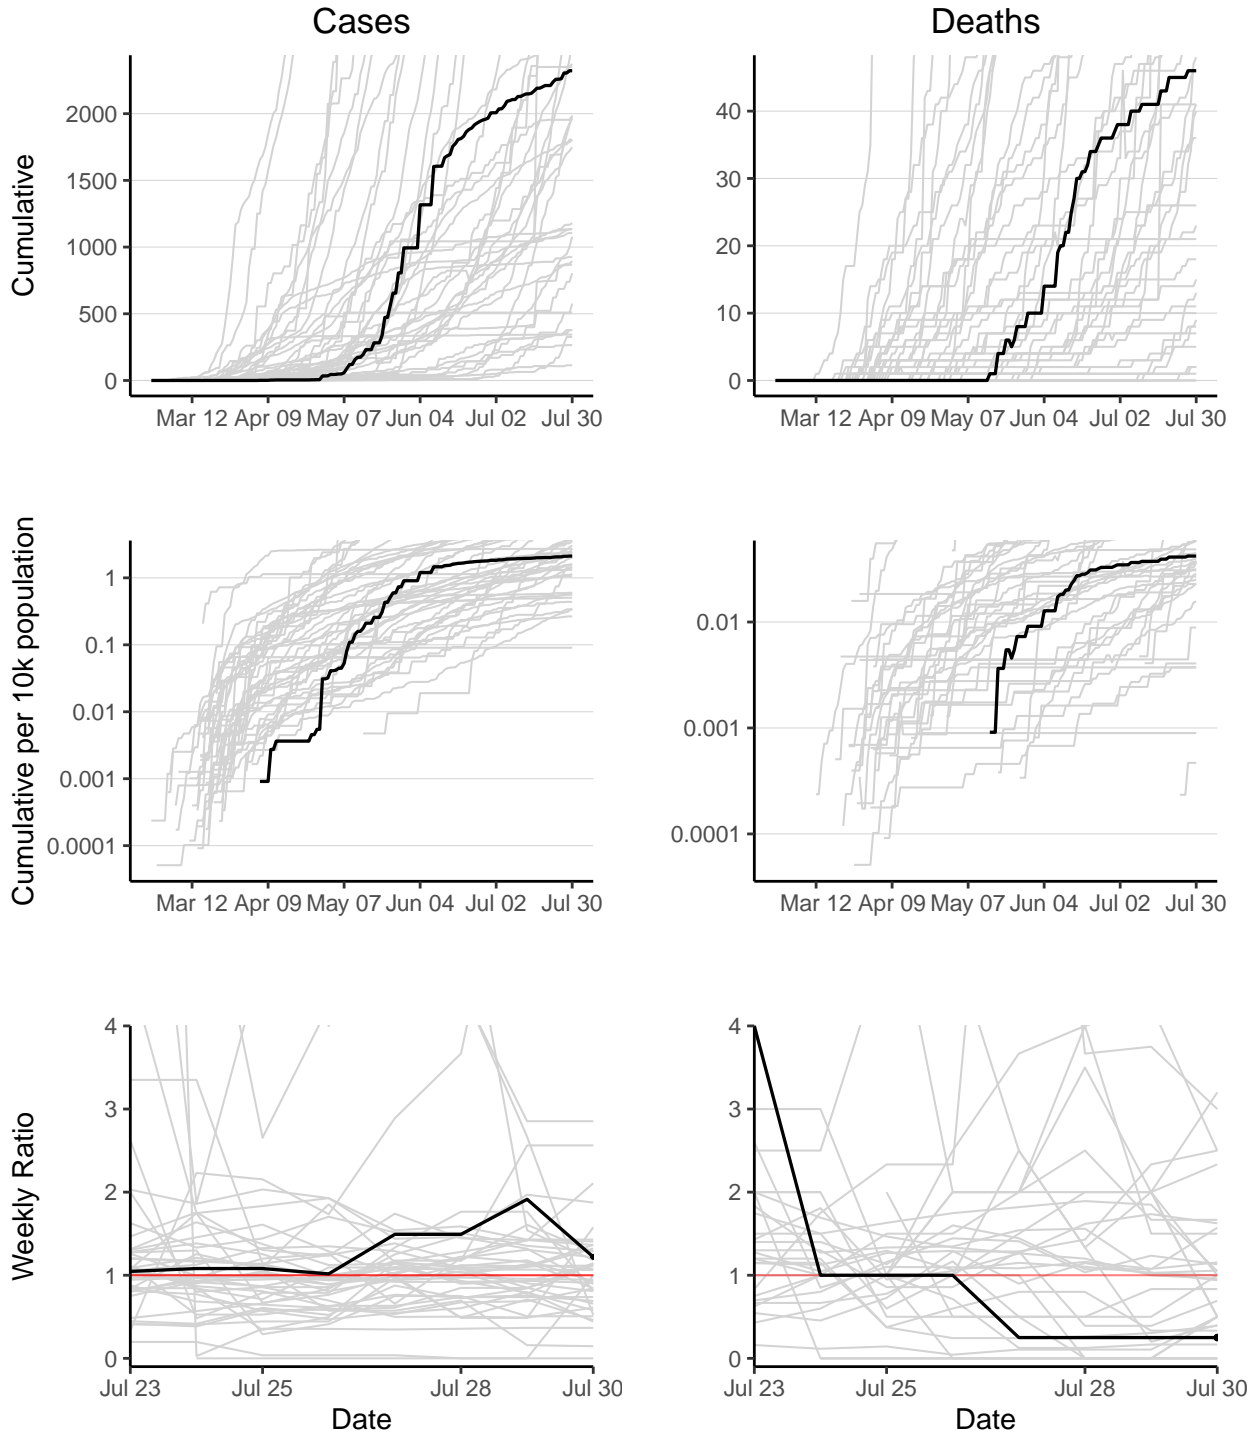 Cases
Deaths
Cumulative
2000
1500
1000
500
0
Mar 12 Apr 09 May 07 Jun 04 Jul 02 Jul 30
40
30
20
10
0
Mar 12 Apr 09 May 07 Jun 04 Jul 02 Jul 30
Cumulative per 10k population
1
0.1
0.01
0.001
0.0001
Mar 12 Apr 09 May 07 Jun 04 Jul 02 Jul 30
0.01
0.001
0.0001
Mar 12 Apr 09 May 07 Jun 04 Jul 02 Jul 30
Weekly Ratio
4
3
2
1
0
Jul 23 Jul 25 Jul 28 Jul 30
Date
4
3
2
1
0
Jul 23 Jul 25 Jul 28 Jul 30
Date